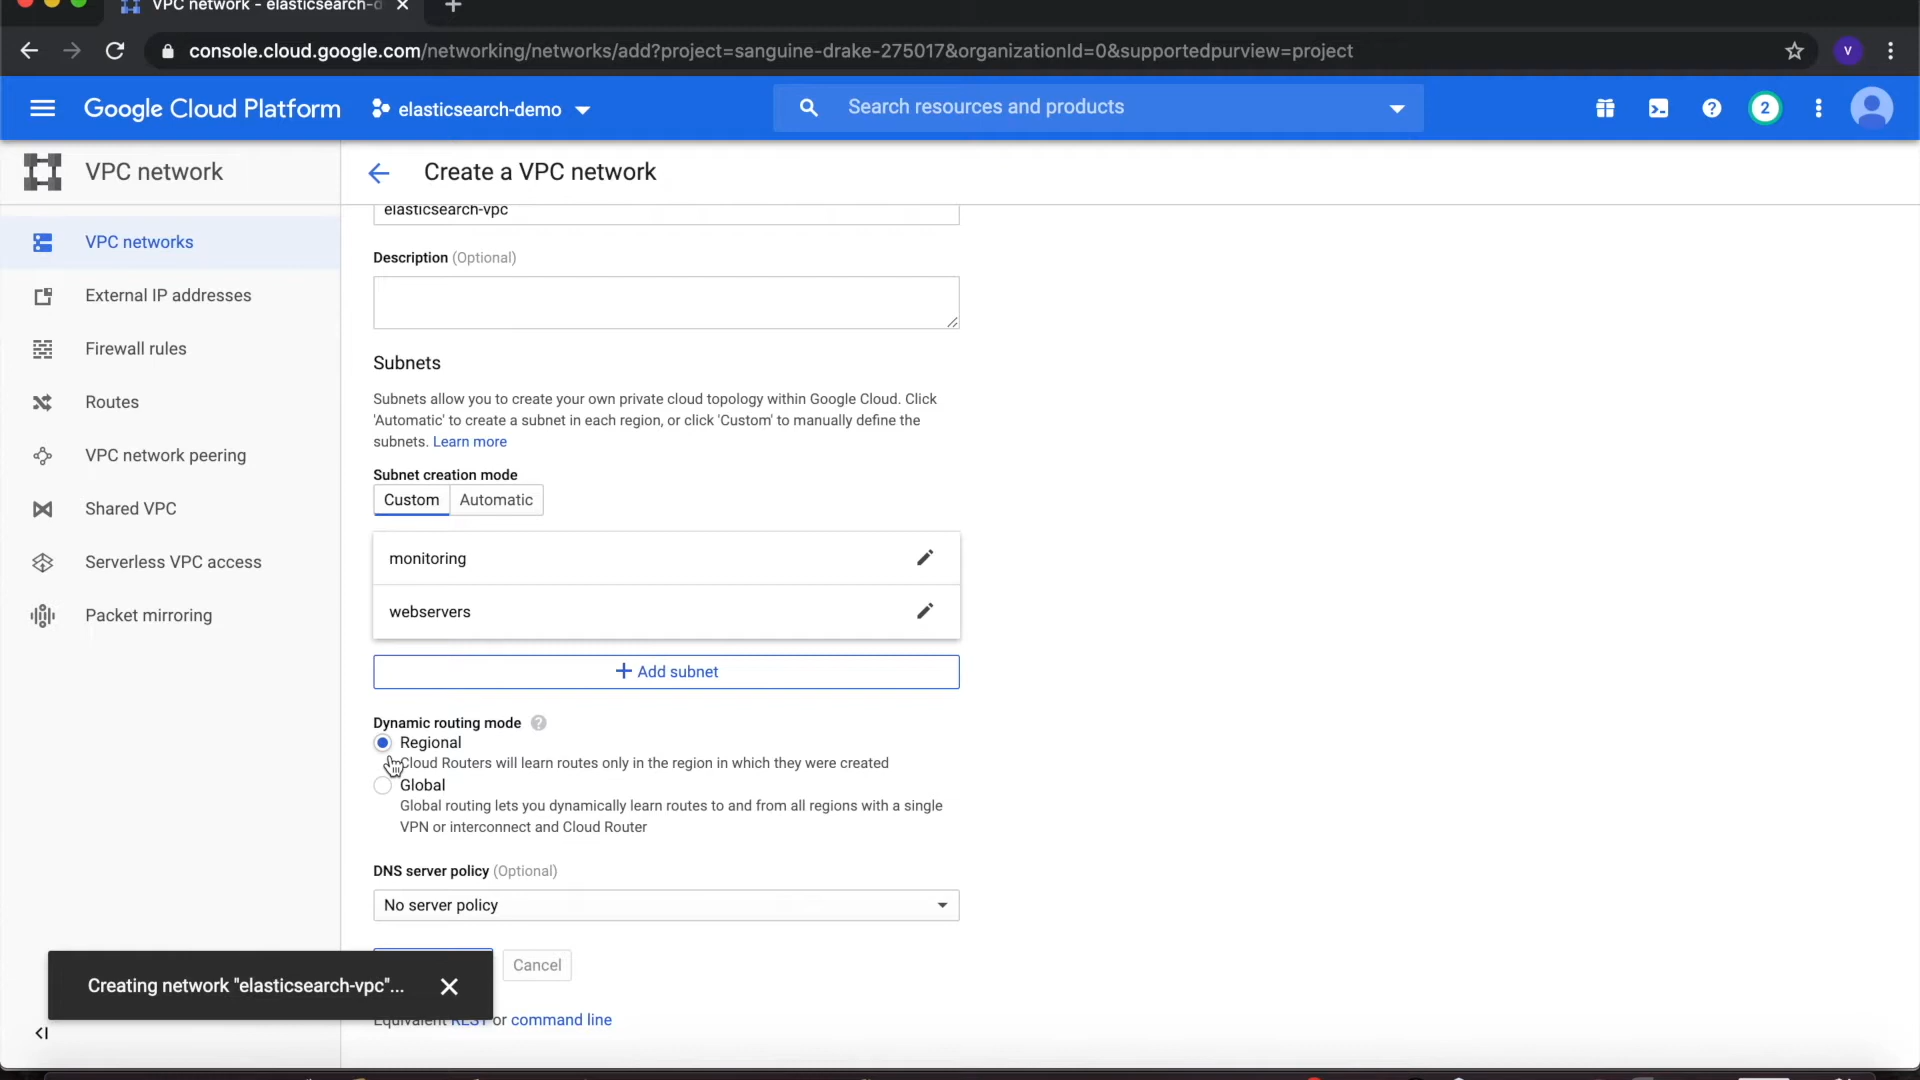 VPC network - elasticsearch-d
console.cloud.google.com/networking/networks/add?project=sanguine-drake-275017&organizationId=0&supportedpurview=project
V
Google Cloud Platform
elasticsearch-demo
Search resources and products
2
VPC network
Create a VPC network
elasticsearch-vpc
VPC networks
External IP addresses
Firewall rules
Routes
VPC network peering
Shared VPC
Serverless VPC access
Packet mirroring
Description (Optional)
Subnets
Subnets allow you to create your own private cloud topology within Google Cloud. Click
'Automatic' to create a subnet in each region, or click 'Custom' to manually define the
subnets. Learn more
Subnet creation mode
Custom Automatic
monitoring
webservers
+ Add subnet
Dynamic routing mode
Regional
Cloud Routers will learn routes only in the region in which they were created
Global
Global routing lets you dynamically learn routes to and from all regions with a single
VPN or interconnect and Cloud Router
DNS server policy (Optional)
No server policy
Cancel
Creating network "elasticsearch-vpc"...
Equivalent REST or command line